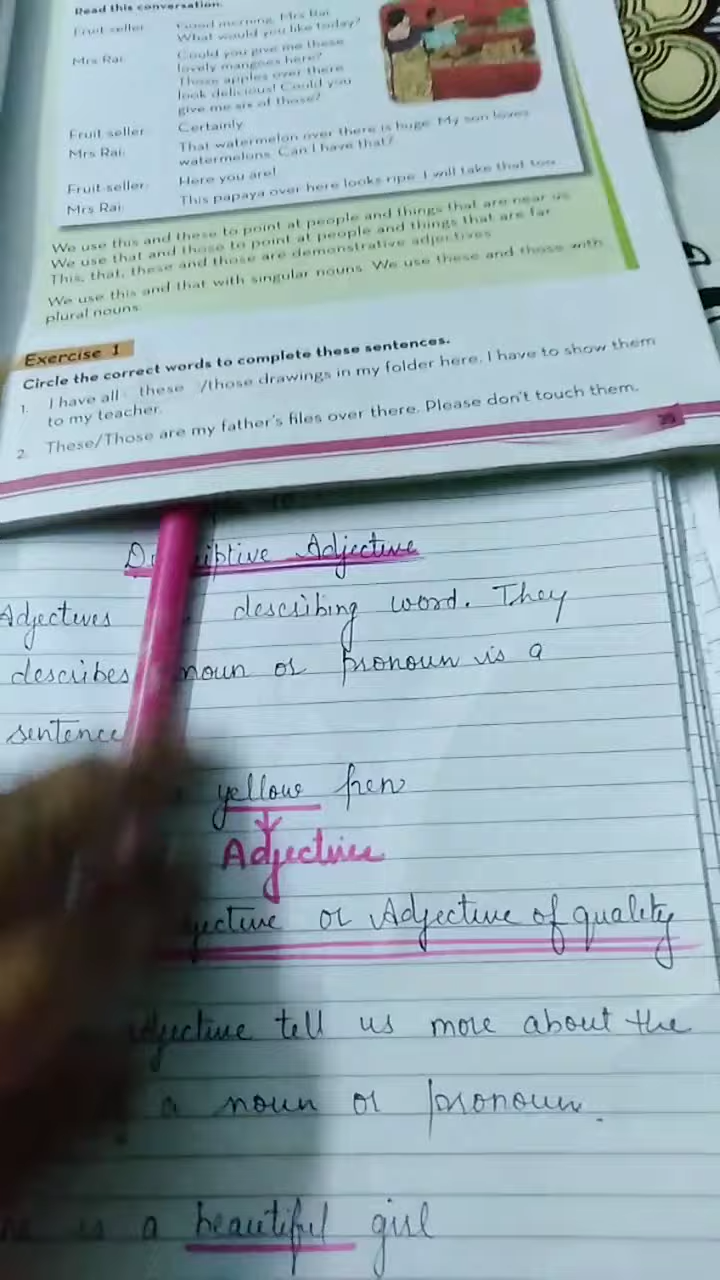 Read this conversation.
Fruit seller: Good morning, Mrs Rai.
What would you like today?
Mrs Rai: Could you give me these
lovely mangoes here?
Those apples over there
look delicious! Could you
give me six of those?
Fruit seller: Certainly.
Mrs Rai: That watermelon over there is huge. My son loves
watermelons. Can I have that?
Fruit seller: Here you are!
Mrs Rai: This papaya over here looks ripe. I will take that too.
We use this and these to point at people and things that are near us.
We use that and those to point at people and things that are far.
This, that, these and those are demonstrative adjectives.
We use this and that with singular nouns. We use these and those with
plural nouns.
Exercise 1
Circle the correct words to complete these sentences.
1. I have all these /those drawings in my folder here. I have to show them
to my teacher.
2. These/Those are my father's files over there. Please don't touch them.
Adjective
Adjectives describing word. They
describes noun or pronoun is a
sentence
yellow pen
Adjective
or Adjective of quality
tell us more about the
a noun or pronoun.
is a beautiful girl